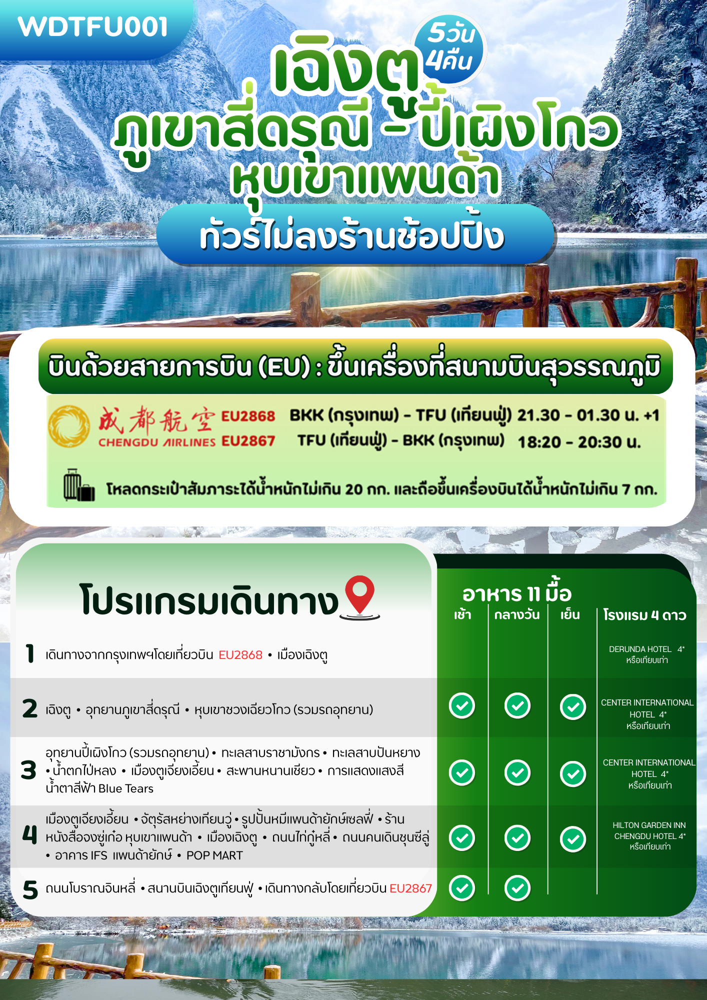 WDTFU001
5วัน
4คืน
เฉิงตู
ภูเขาสี่ดรุณี - ปี้เผิงโกว
หุบเขาแพนด้า
ทัวร์ไม่ลงร้านช้อปปิ้ง
บินด้วยสายการบิน (EU) : ขึ้นเครื่องที่สนามบินสุวรรณภูมิ
成都航空 EU2868 BKK (กรุงเทพ) - TFU (เทียนฟู่) 21.30 - 01.30 น. +1
CHENGDU AIRLINES EU2867 TFU (เทียนฟู่) - BKK (กรุงเทพ) 18:20 - 20:30 น.
โหลดกระเป๋าสัมภาระได้น้ำหนักไม่เกิน 20 กก. และถือขึ้นเครื่องบินได้น้ำหนักไม่เกิน 7 กก.
โปรแกรมเดินทาง
อาหาร 11 มื้อ
เช้า กลางวัน เย็น โรงแรม 4 ดาว
1 เดินทางจากกรุงเทพฯโดยเที่ยวบิน EU2868 • เมืองเฉิงตู
DERUNDA HOTEL 4*
หรือเทียบเท่า
2 เฉิงตู • อุทยานภูเขาสี่ดรุณี • หุบเขาชวงเฉียวโกว (รวมรถอุทยาน)
CENTER INTERNATIONAL
HOTEL 4*
หรือเทียบเท่า
3
อุทยานปี้เผิงโกว (รวมรถอุทยาน) • ทะเลสาบราชามังกร • ทะเลสาบปันหยาง
• น้ำตกไป่หลง • เมืองตูเจียงเอี้ยน • สะพานหนานเชียว • การแสดงแสงสี
น้ำตาสีฟ้า Blue Tears
CENTER INTERNATIONAL
HOTEL 4*
หรือเทียบเท่า
4
เมืองตูเจียงเอี้ยน • จัตุรัสหย่างเทียนวู่ • รูปปั้นหมีแพนด้ายักษ์เซลฟี่ • ร้าน
หนังสือจงซู่เก๋อ หุบเขาแพนด้า • เมืองเฉิงตู • ถนนไท่กู๋หลี่ • ถนนคนเดินชุนซีลู่
• อาคาร IFS แพนด้ายักษ์ • POP MART
HILTON GARDEN INN
CHENGDU HOTEL 4*
หรือเทียบเท่า
5 ถนนโบราณจินหลี่ • สนานบินเฉิงตูเทียนฟู่ • เดินทางกลับโดยเที่ยวบิน EU2867